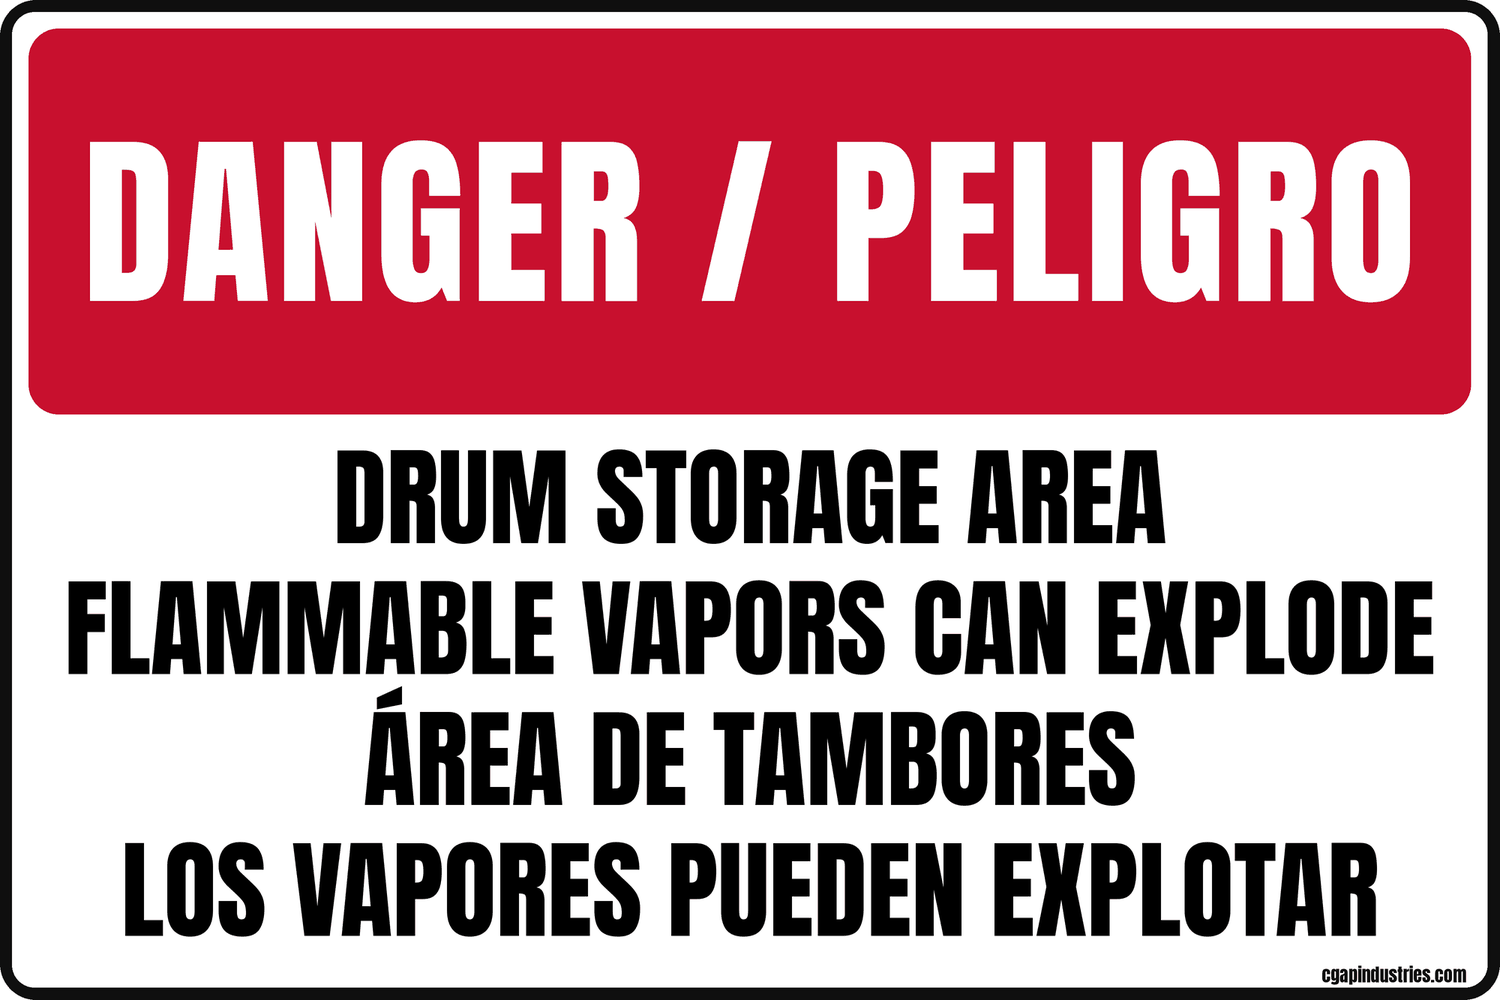 DANGER / PELIGRO
DRUM STORAGE AREA
FLAMMABLE VAPORS CAN EXPLODE
ÁREA DE TAMBORES
LOS VAPORES PUEDEN EXPLOTAR
cgapindustries.com